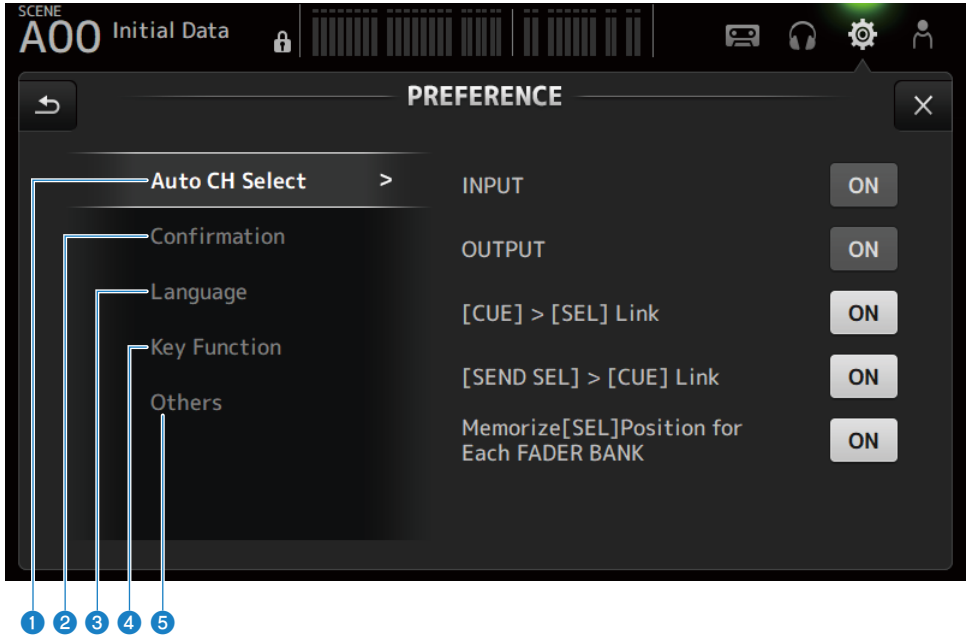 SCENE
A00 Initial Data
PREFERENCE
Auto CH Select >
Confirmation
Language
Key Function
Others
INPUT ON
OUTPUT ON
[CUE] > [SEL] Link ON
[SEND SEL] > [CUE] Link ON
Memorize[SEL]Position for
Each FADER BANK ON
1 2 3 4 5